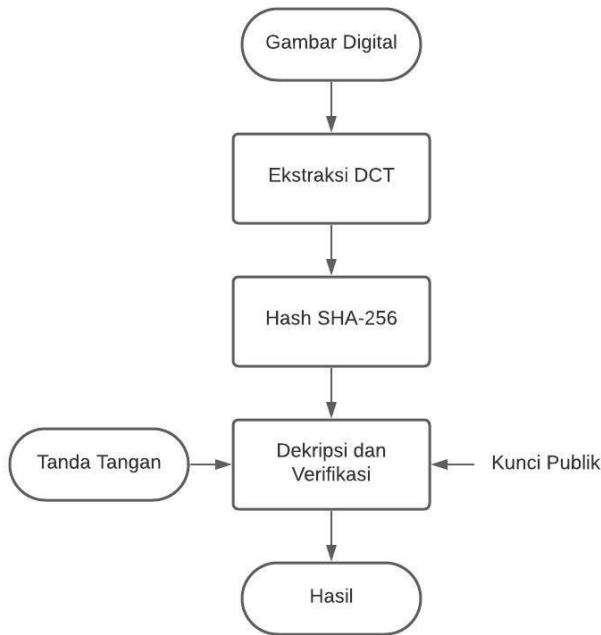 Gambar Digital
Ekstraksi DCT
Hash SHA-256
Tanda Tangan
Dekripsi dan
Verifikasi
Kunci Publik
Hasil